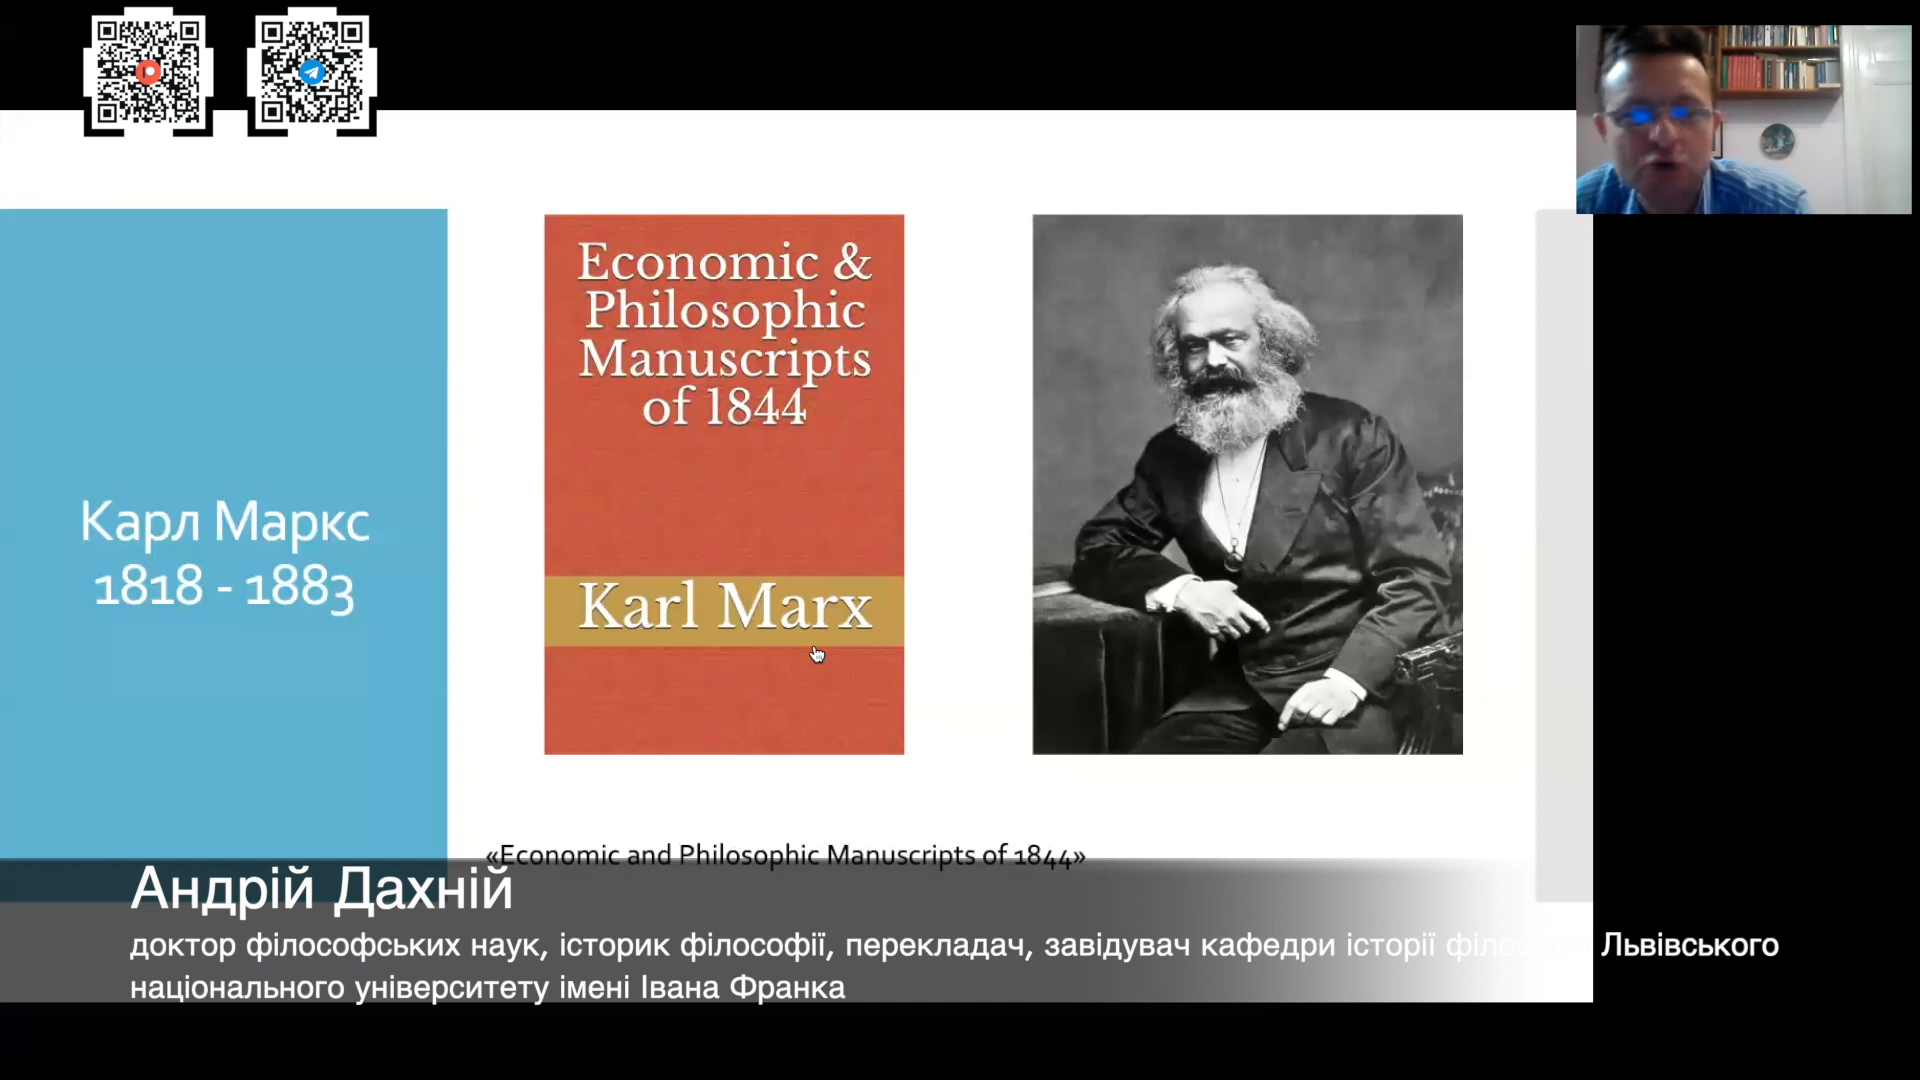 Карл Маркс
1818 - 1883
Economic &
Philosophic
Manuscripts
of 1844
Karl Marx
«Economic and Philosophic Manuscripts of 1844»
Андрій Дахній
доктор філософських наук, історик філософії, перекладач, завідувач кафедри історії Львівського
національного університету імені Івана Франка